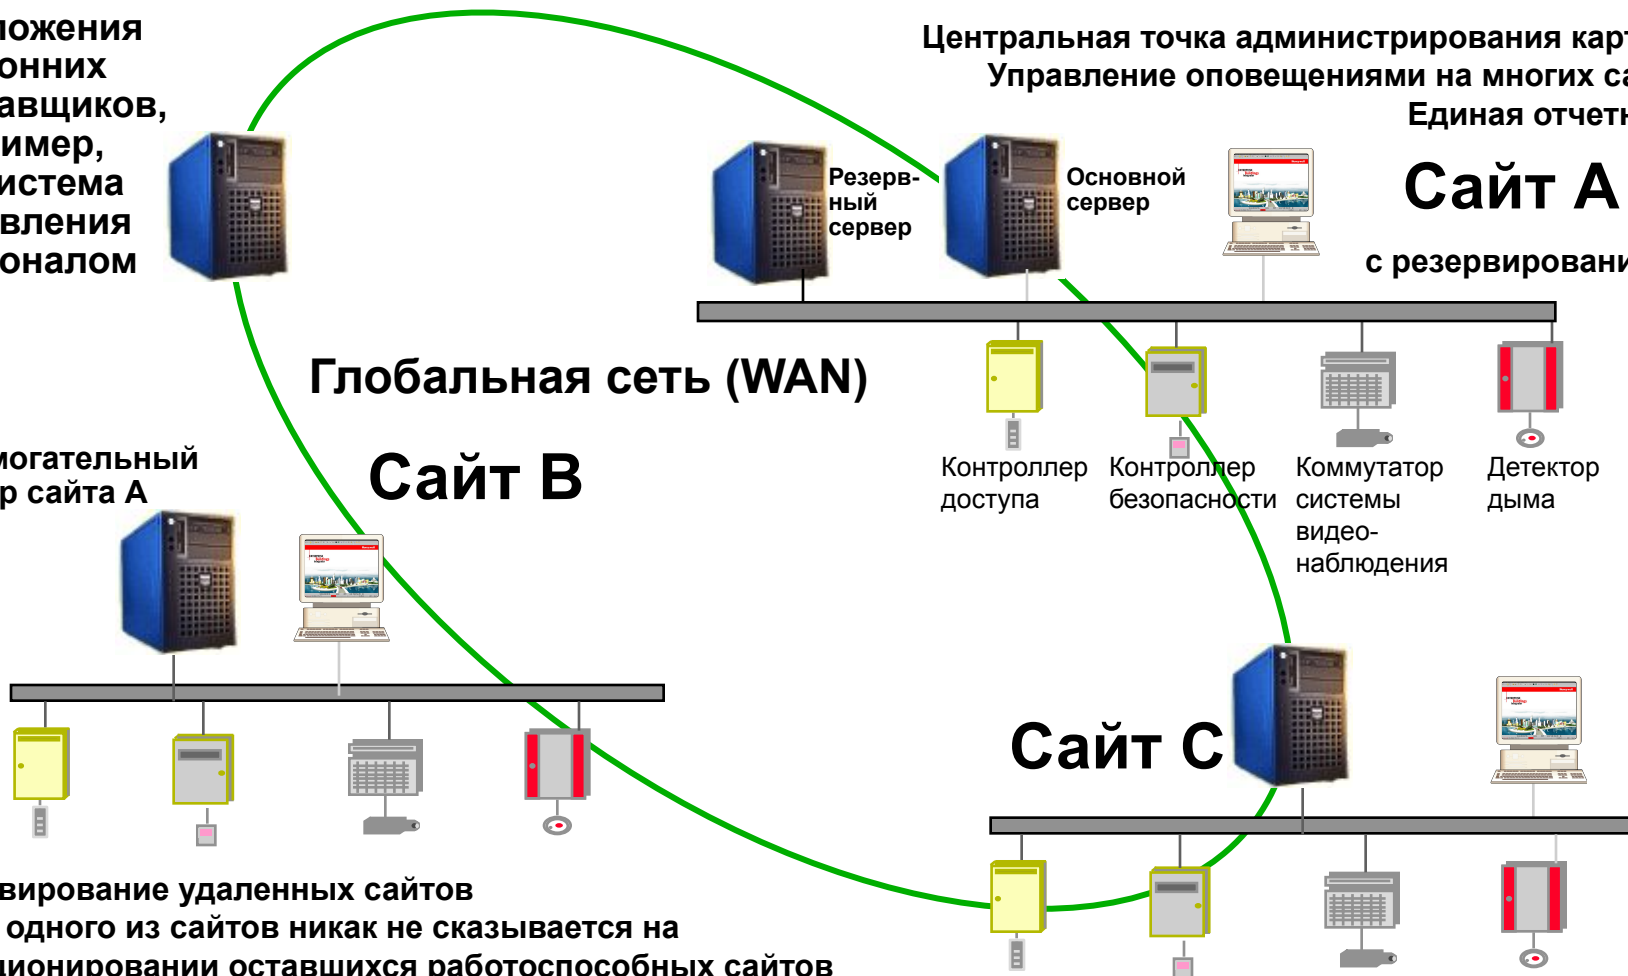 ложения
онних
авщиков,
имер,
истема
вления
оналом
Центральная точка администрирования карт
Управление оповещениями на многих са
Единая отчетн
Резерв-
ный
сервер
Основной
сервер
Сайт А
с резервировани
Глобальная сеть (WAN)
Контроллер
доступа
Контроллер
безопасности
Коммутатор
системы
видео-
наблюдения
Детектор
дыма
могательный
р сайта А
Сайт В
Сайт С
вирование удаленных сайтов
одного из сайтов никак не сказывается на
ционировании оставшихся работоспособных сайтов